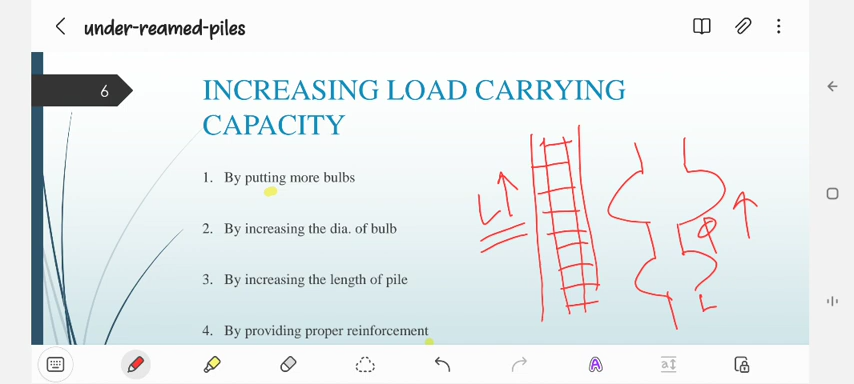 under-reamed-piles
6
INCREASING LOAD CARRYING
CAPACITY
1. By putting more bulbs
2. By increasing the dia. of bulb
3. By increasing the length of pile
4. By providing proper reinforcement
L↑
A
a↕